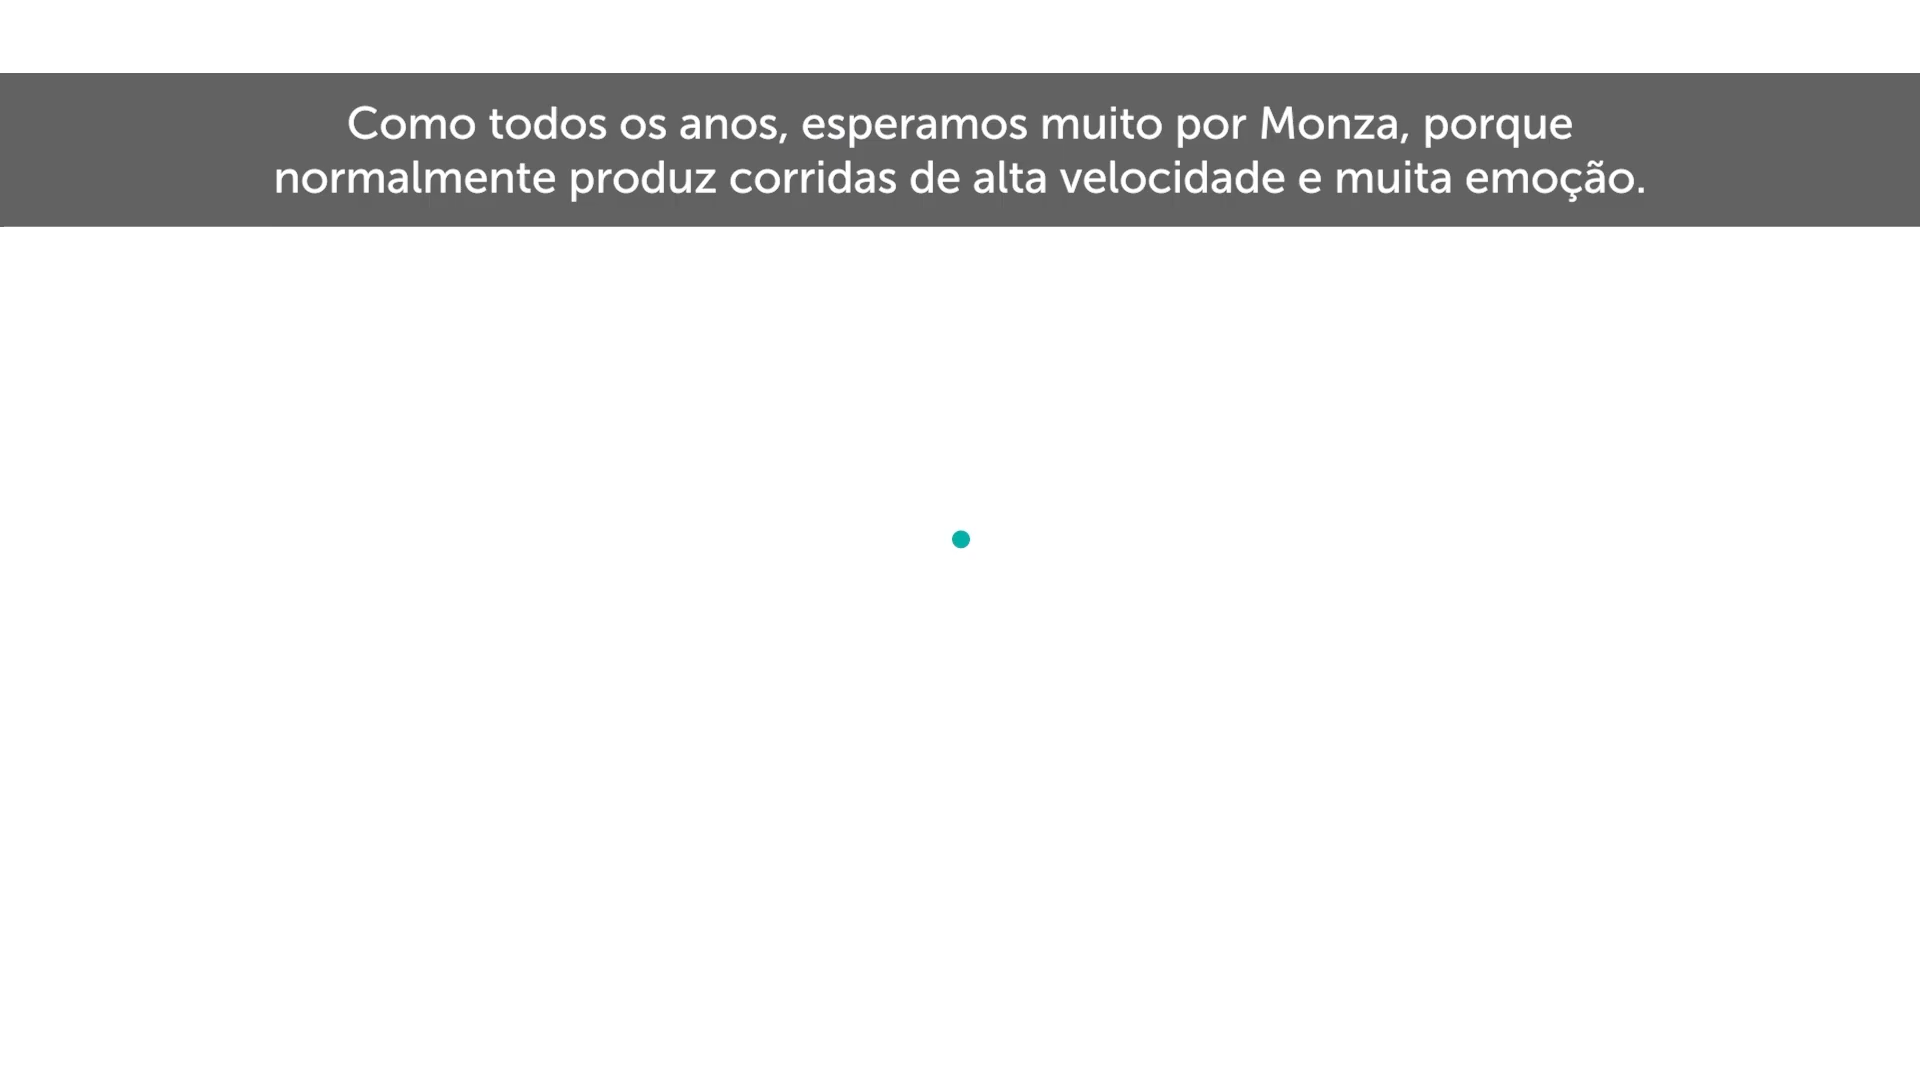 Como todos os anos, esperamos muito por Monza, porque
normalmente produz corridas de alta velocidade e muita emoção.